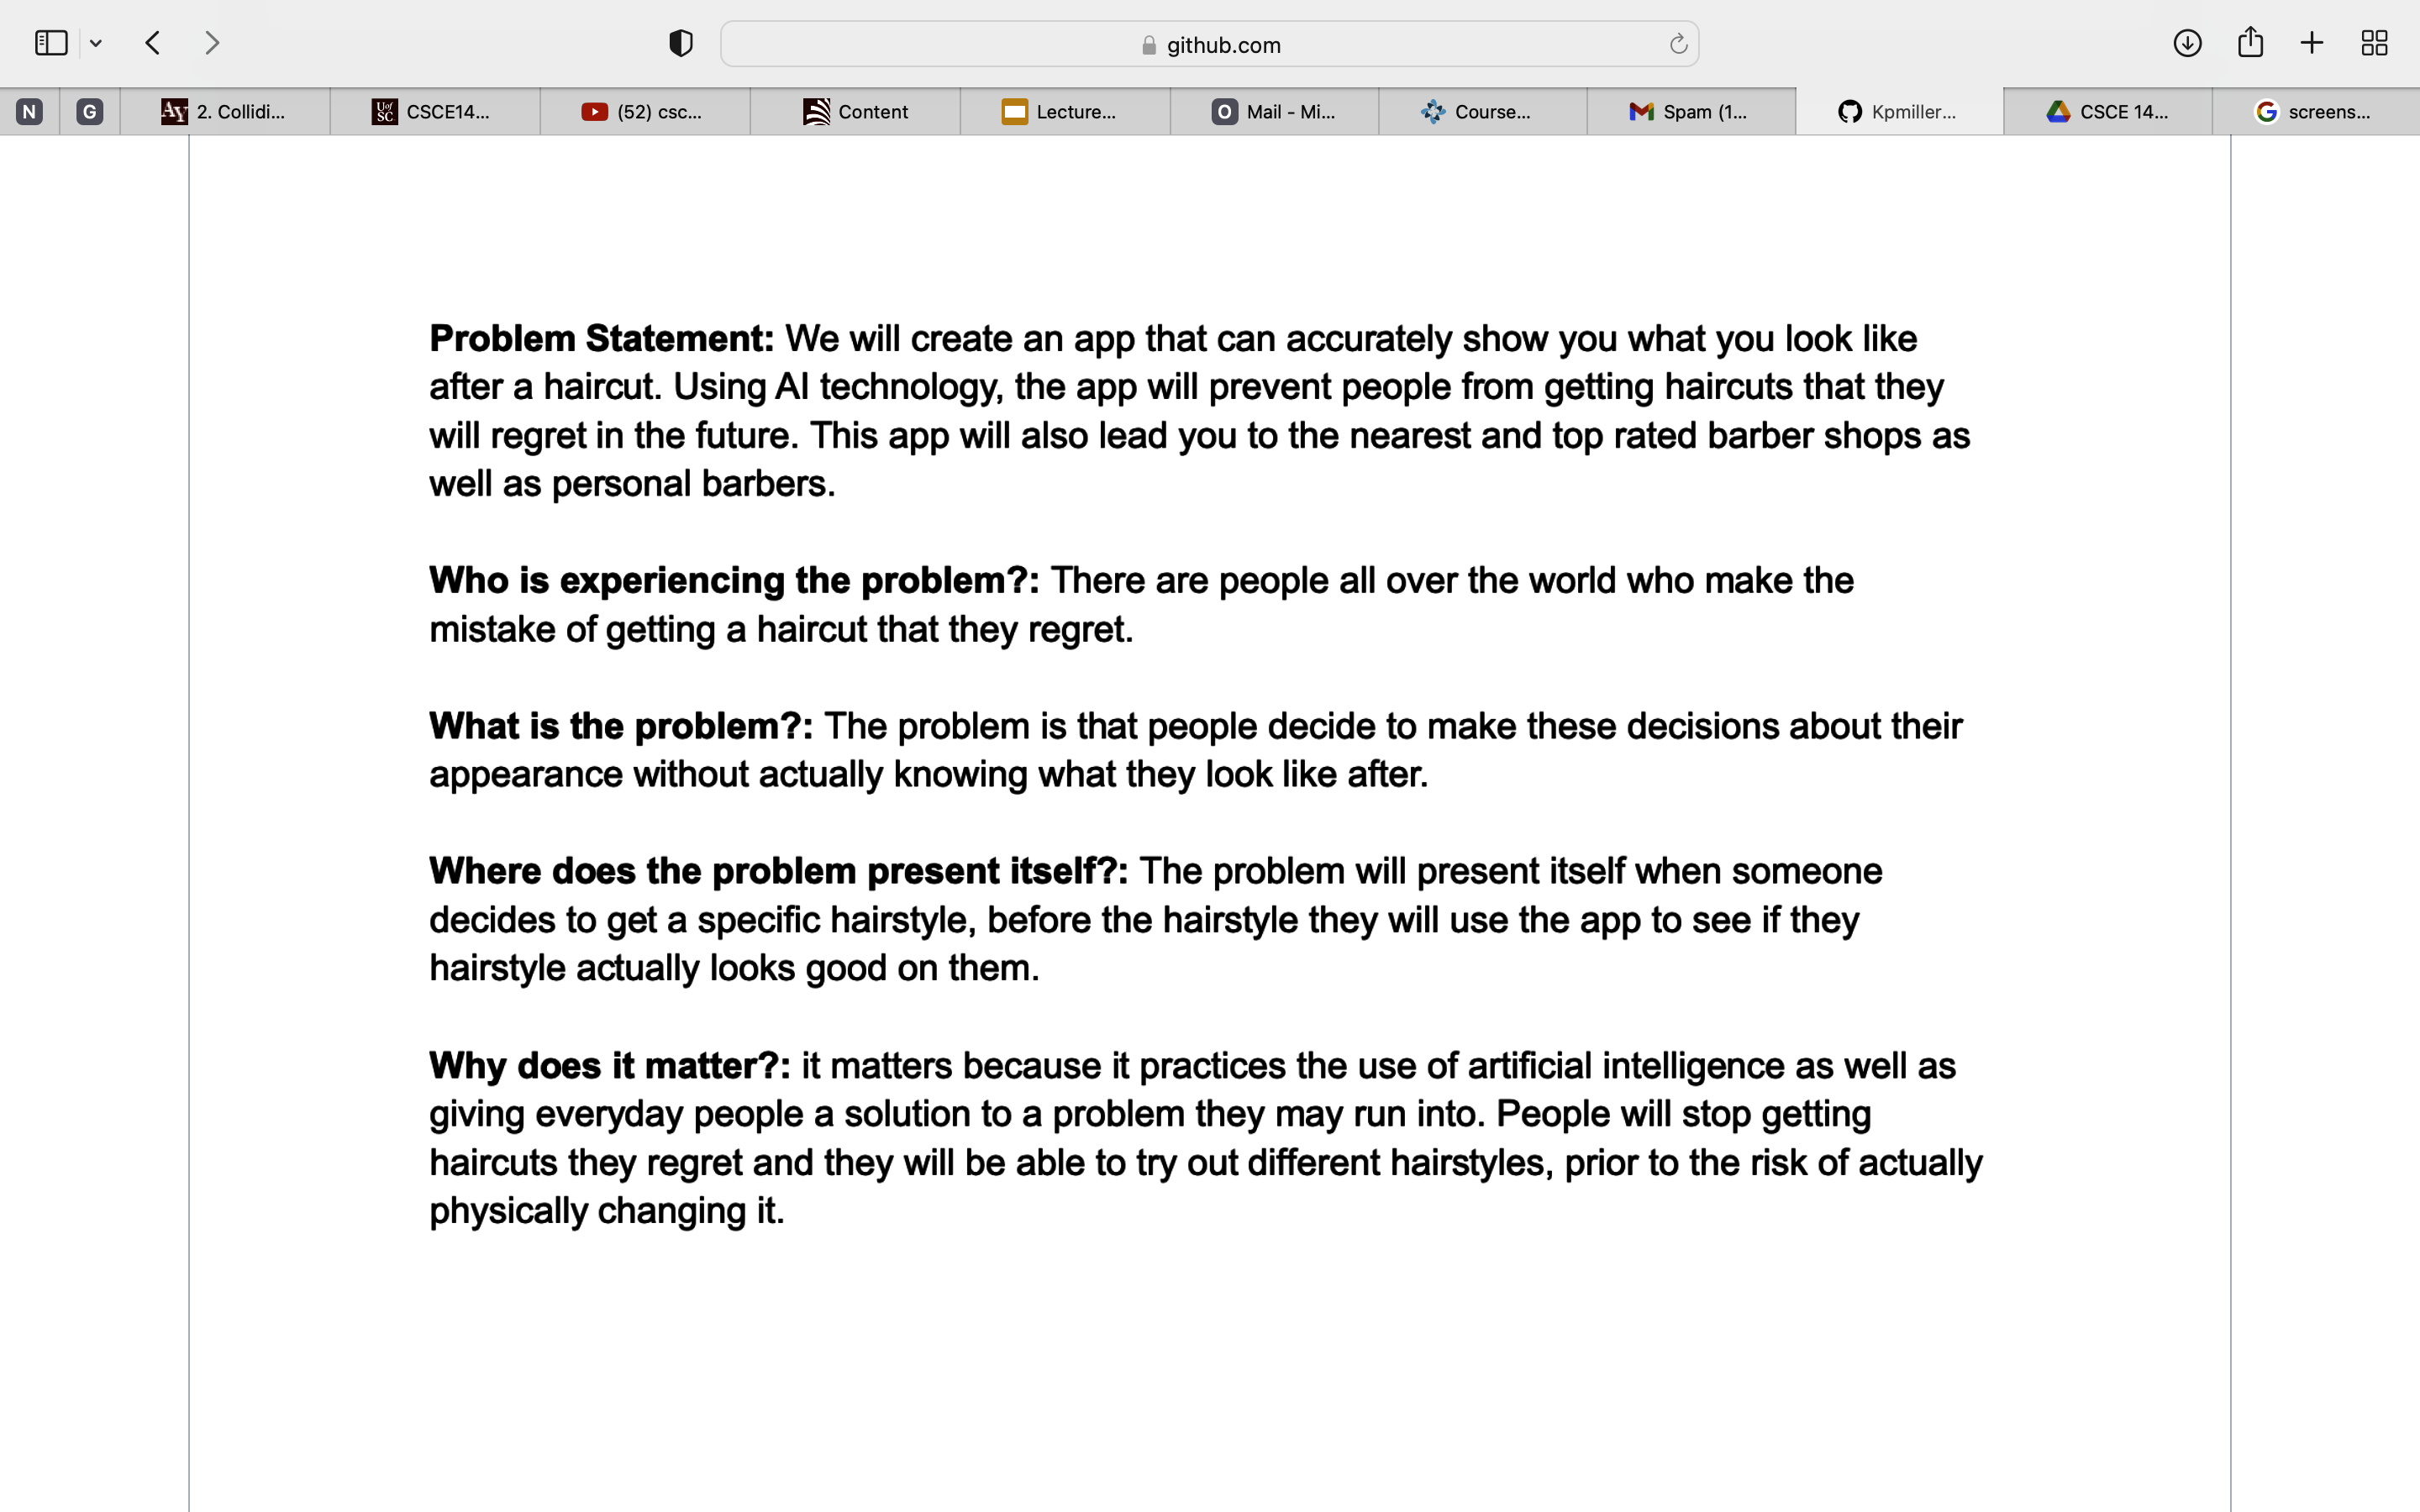 github.com
N
G
2. Collidi...
CSCE14...
(52) csc...
Content
Lecture...
O
Mail - Mi...
Course...
Spam (1...
Kpmiller...
CSCE 14...
screens...
Problem Statement: We will create an app that can accurately show you what you look like
after a haircut. Using AI technology, the app will prevent people from getting haircuts that they
will regret in the future. This app will also lead you to the nearest and top rated barber shops as
well as personal barbers.
Who is experiencing the problem?: There are people all over the world who make the
mistake of getting a haircut that they regret.
What is the problem?: The problem is that people decide to make these decisions about their
appearance without actually knowing what they look like after.
Where does the problem present itself?: The problem will present itself when someone
decides to get a specific hairstyle, before the hairstyle they will use the app to see if they
hairstyle actually looks good on them.
Why does it matter?: it matters because it practices the use of artificial intelligence as well as
giving everyday people a solution to a problem they may run into. People will stop getting
haircuts they regret and they will be able to try out different hairstyles, prior to the risk of actually
physically changing it.